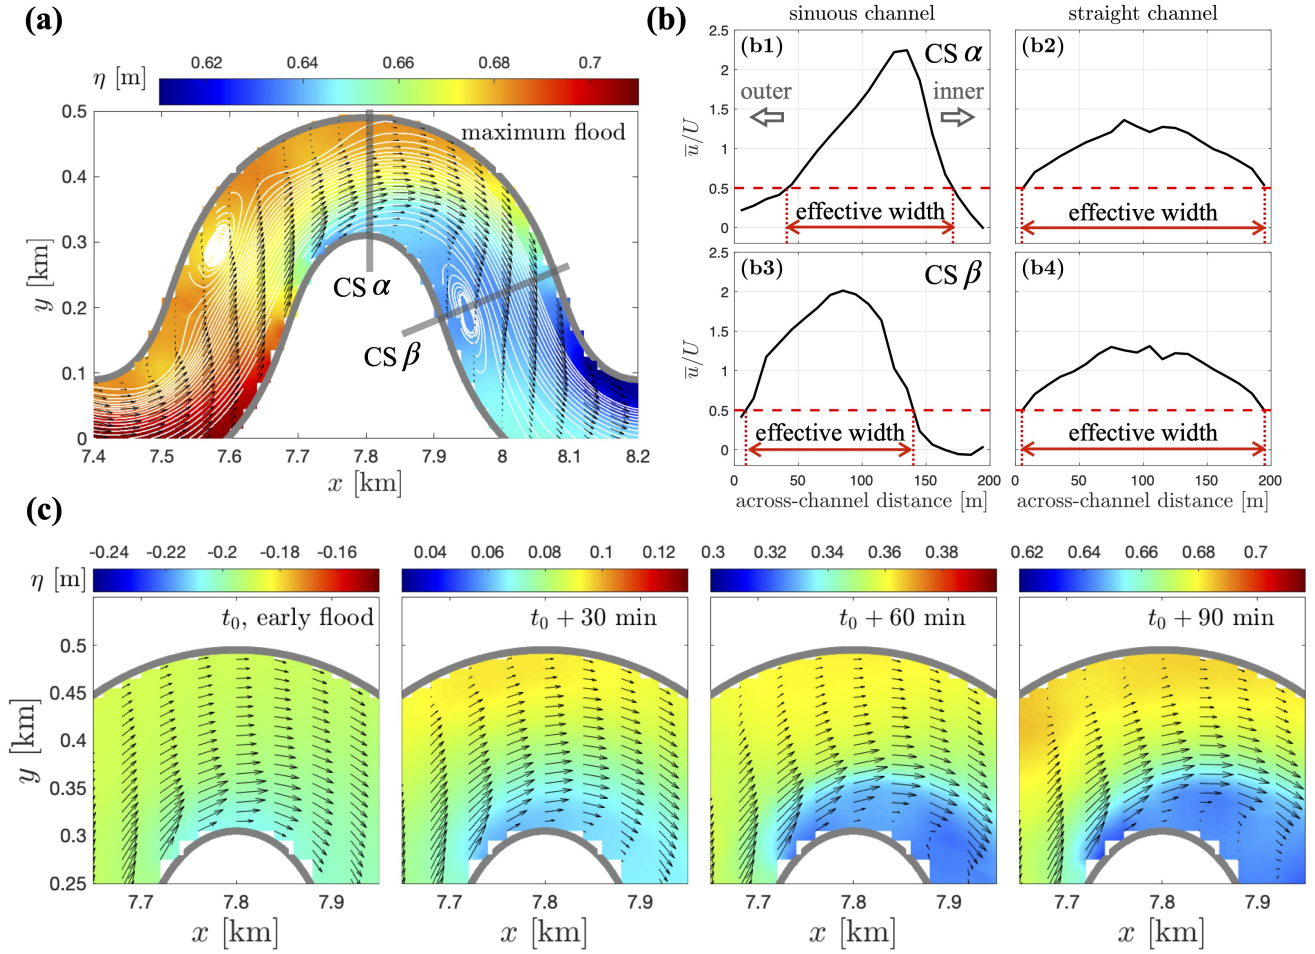 (a)
η [m]
0.62 0.64 0.66 0.68 0.7
maximum flood
0.5
0.4
0.3
0.2
0.1
0
y [km]
CS α
CS β
7.4 7.5 7.6 7.7 7.8 7.9 8 8.1 8.2
x [km]
(b)
sinuous channel
straight channel
(b1)
CS α
outer
inner
2.5
2
1.5
1
0.5
0
u̅/U
effective width
(b2)
effective width
(b3)
CS β
2.5
2
1.5
1
0.5
0
u̅/U
effective width
0 50 100 150 200
across-channel distance [m]
(b4)
effective width
0 50 100 150 200
across-channel distance [m]
(c)
η [m]
-0.24 -0.22 -0.2 -0.18 -0.16
t0, early flood
0.5
0.45
0.4
0.35
0.3
0.25
y [km]
7.7 7.8 7.9
x [km]
0.04 0.06 0.08 0.1 0.12
t0 + 30 min
7.7 7.8 7.9
x [km]
0.3 0.32 0.34 0.36 0.38
t0 + 60 min
7.7 7.8 7.9
x [km]
0.62 0.64 0.66 0.68 0.7
t0 + 90 min
7.7 7.8 7.9
x [km]